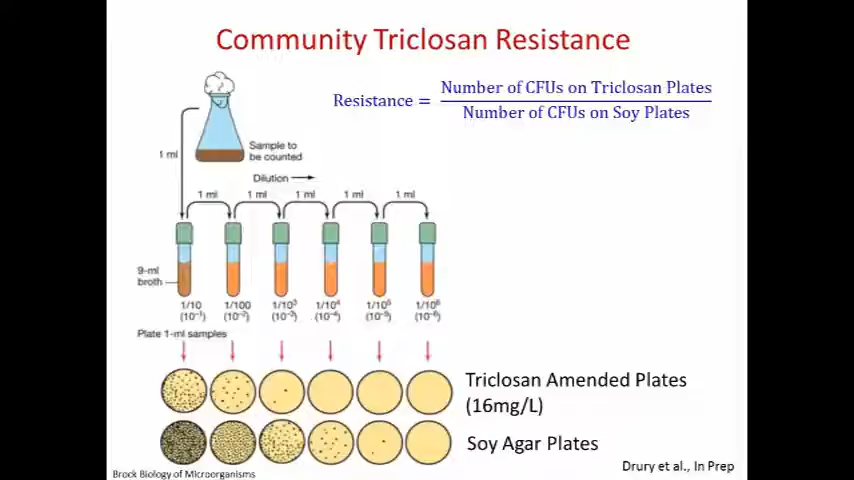 Community Triclosan Resistance
Resistance = Number of CFUs on Triclosan Plates
Number of CFUs on Soy Plates
Sample to
be counted
1 ml
Dilution
1 ml 1 ml 1 ml 1 ml 1 ml
9-ml
broth
1/10 1/100 1/10³ 1/10⁴ 1/10⁵ 1/10⁶
(10⁻¹) (10⁻²) (10⁻³) (10⁻⁴) (10⁻⁵) (10⁻⁶)
Plate 1-ml samples
Triclosan Amended Plates
(16mg/L)
Soy Agar Plates
Drury et al., In Prep
Brock Biology of Microorganisms